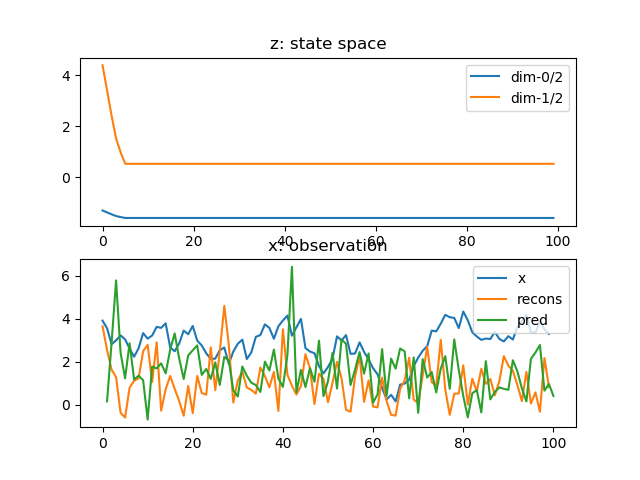 z: state space
4
2
0
dim-0/2
dim-1/2
0 20 40 60 80 100
x: observation
6
4
2
0
x
recons
pred
0 20 40 60 80 100